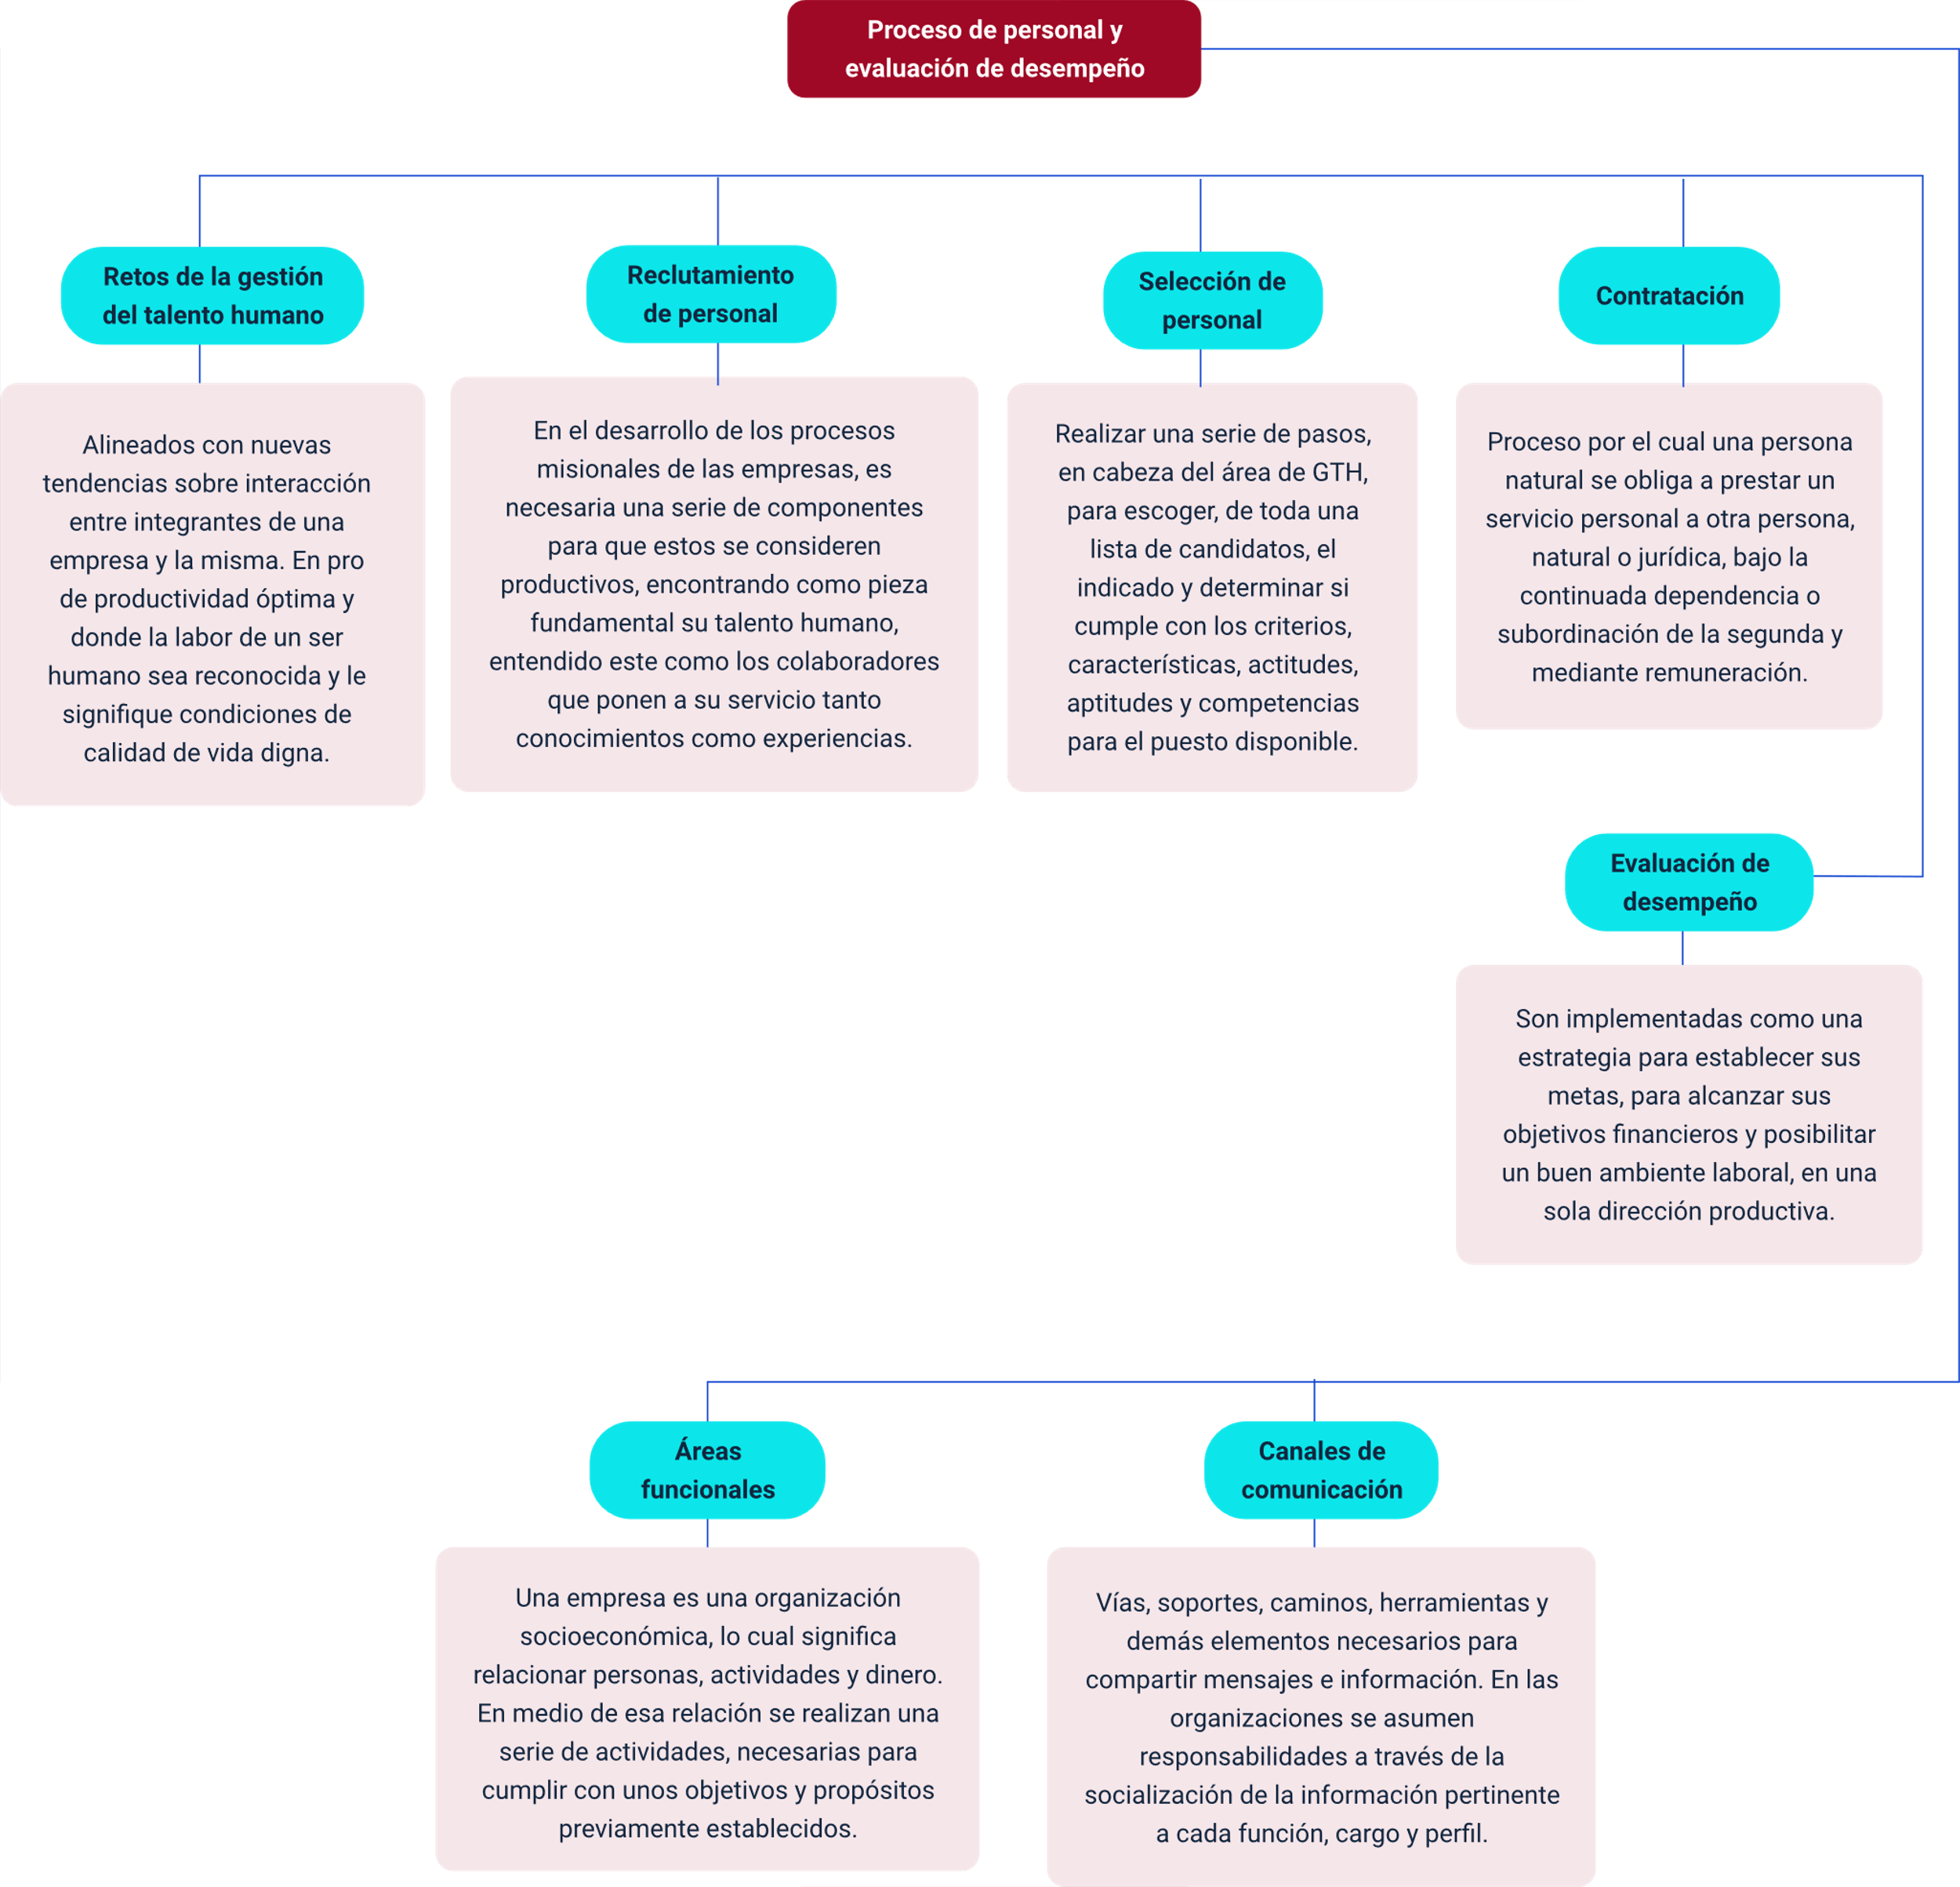 Proceso de personal y
evaluación de desempeño
Retos de la gestión
del talento humano
Alineados con nuevas
tendencias sobre interacción
entre integrantes de una
empresa y la misma. En pro
de productividad óptima y
donde la labor de un ser
humano sea reconocida y le
signifique condiciones de
calidad de vida digna.
Reclutamiento
de personal
En el desarrollo de los procesos
misionales de las empresas, es
necesaria una serie de componentes
para que estos se consideren
productivos, encontrando como pieza
fundamental su talento humano,
entendido este como los colaboradores
que ponen a su servicio tanto
conocimientos como experiencias.
Selección de
personal
Realizar una serie de pasos,
en cabeza del área de GTH,
para escoger, de toda una
lista de candidatos, el
indicado y determinar si
cumple con los criterios,
características, actitudes,
aptitudes y competencias
para el puesto disponible.
Contratación
Proceso por el cual una persona
natural se obliga a prestar un
servicio personal a otra persona,
natural o jurídica, bajo la
continuada dependencia o
subordinación de la segunda y
mediante remuneración.
Evaluación de
desempeño
Son implementadas como una
estrategia para establecer sus
metas, para alcanzar sus
objetivos financieros y posibilitar
un buen ambiente laboral, en una
sola dirección productiva.
Áreas
funcionales
Una empresa es una organización
socioeconómica, lo cual significa
relacionar personas, actividades y dinero.
En medio de esa relación se realizan una
serie de actividades, necesarias para
cumplir con unos objetivos y propósitos
previamente establecidos.
Canales de
comunicación
Vías, soportes, caminos, herramientas y
demás elementos necesarios para
compartir mensajes e información. En las
organizaciones se asumen
responsabilidades a través de la
socialización de la información pertinente
a cada función, cargo y perfil.